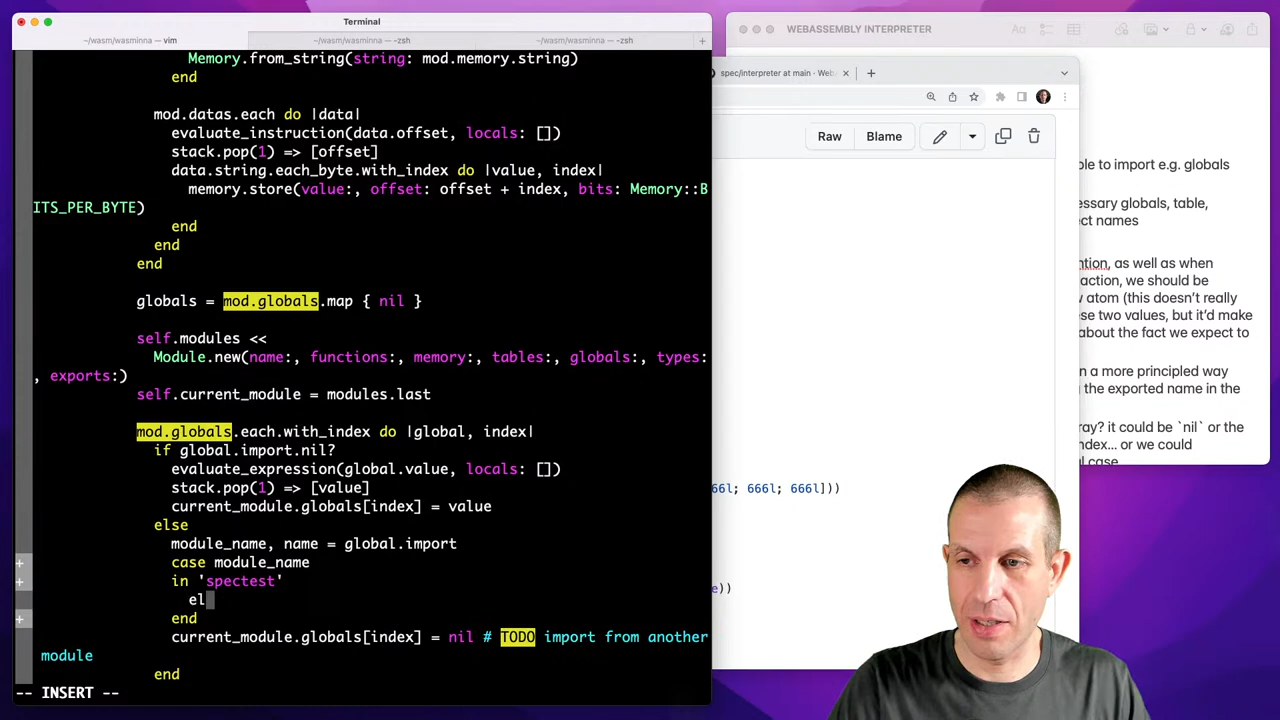 Terminal
~/wasm/wasminna — vim
~/wasm/wasminna — -zsh
~/wasm/wasminna — -zsh
+
Memory.from_string(string: mod.memory.string)
end
mod.datas.each do |data|
evaluate_instruction(data.offset, locals: [])
stack.pop(1) => [offset]
data.string.each_byte.with_index do |value, index|
memory.store(value:, offset: offset + index, bits: Memory::B
ITS_PER_BYTE)
end
end
end
globals = mod.globals.map { nil }
self.modules <<
Module.new(name:, functions:, memory:, tables:, globals:, types:
, exports:)
self.current_module = modules.last
mod.globals.each.with_index do |global, index|
if global.import.nil?
evaluate_expression(global.value, locals: [])
stack.pop(1) => [value]
current_module.globals[index] = value
else
module_name, name = global.import
+ case module_name
+ in 'spectest'
el
+ end
current_module.globals[index] = nil # TODO import from another
module
end
-- INSERT --
WEBASSEMBLY INTERPRETER
Aa
spec/interpreter at main · Web
Raw
Blame
66l; 666l; 666l]))
e))
ble to import e.g. globals
essary globals, table,
ect names
ntion, as well as when
action, we should be
w atom (this doesn't really
ese two values, but it'd make
about the fact we expect to
n a more principled way
g the exported name in the
ray? it could be `nil` or the
ndex... or we could
al case